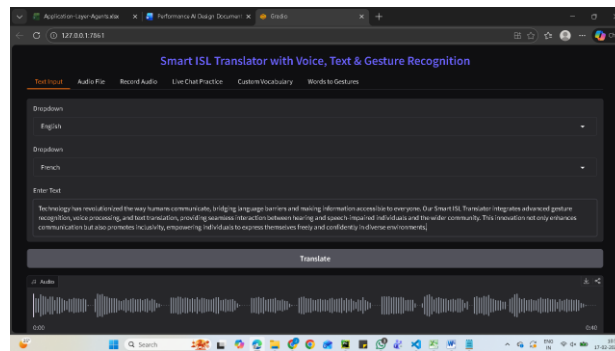 Application-Layer-Agents.xlsx
Performance AI Design Document
Gradio
127.0.0.1:7861
Smart ISL Translator with Voice, Text & Gesture Recognition
Text Input Audio File Record Audio Live Chat Practice Custom Vocabulary Words to Gestures
Dropdown
English
Dropdown
French
Enter Text
Technology has revolutionized the way humans communicate, bridging language barriers and making information accessible to everyone. Our Smart ISL Translator integrates advanced gesture
recognition, voice processing, and text translation, providing seamless interaction between hearing and speech-impaired individuals and the wider community. This innovation not only enhances
communication but also promotes inclusivity, empowering individuals to express themselves freely and confidently in diverse environments.
Translate
Audio
0:00 0:40
Search
ENG
IN